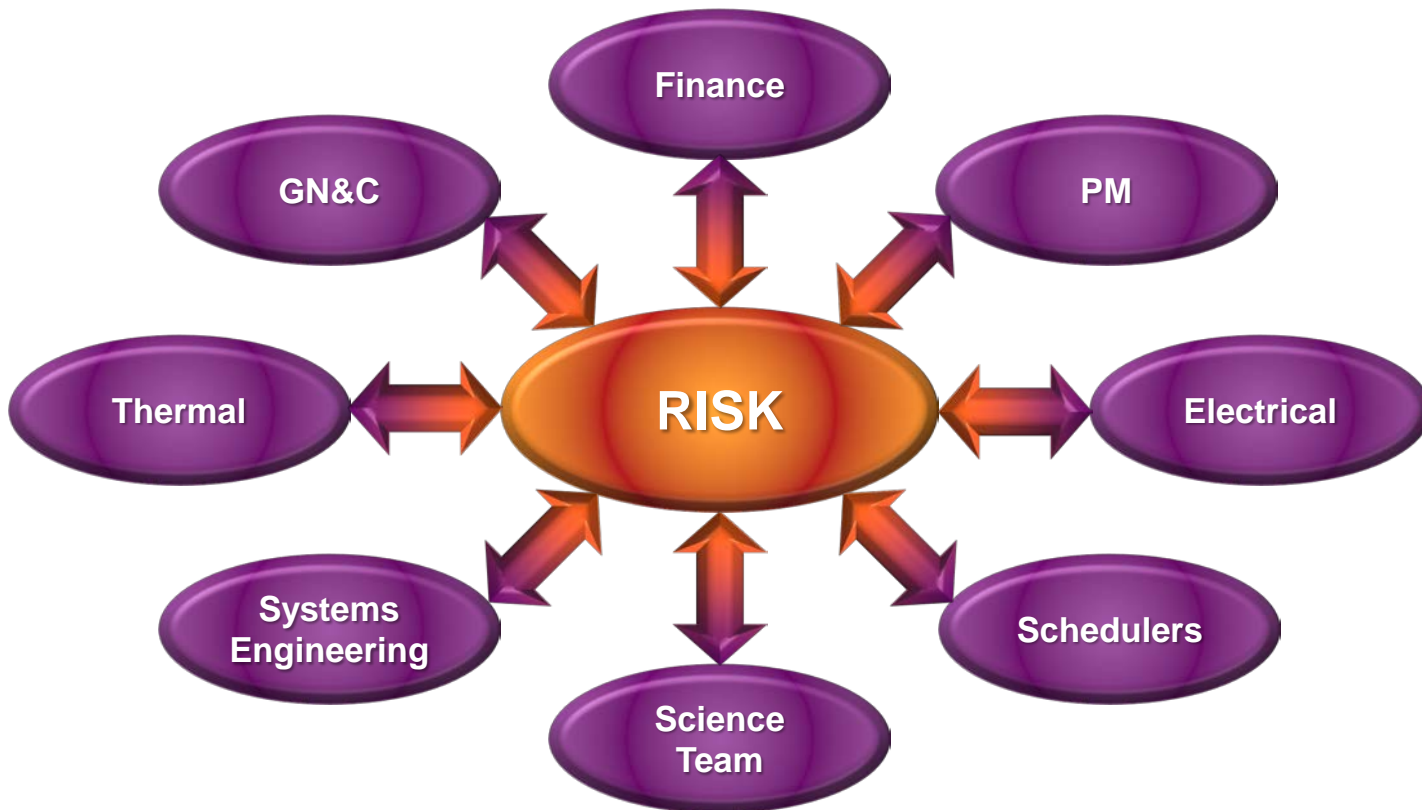 Finance
GN&C
PM
Thermal
RISK
Electrical
Systems
Engineering
Schedulers
Science
Team